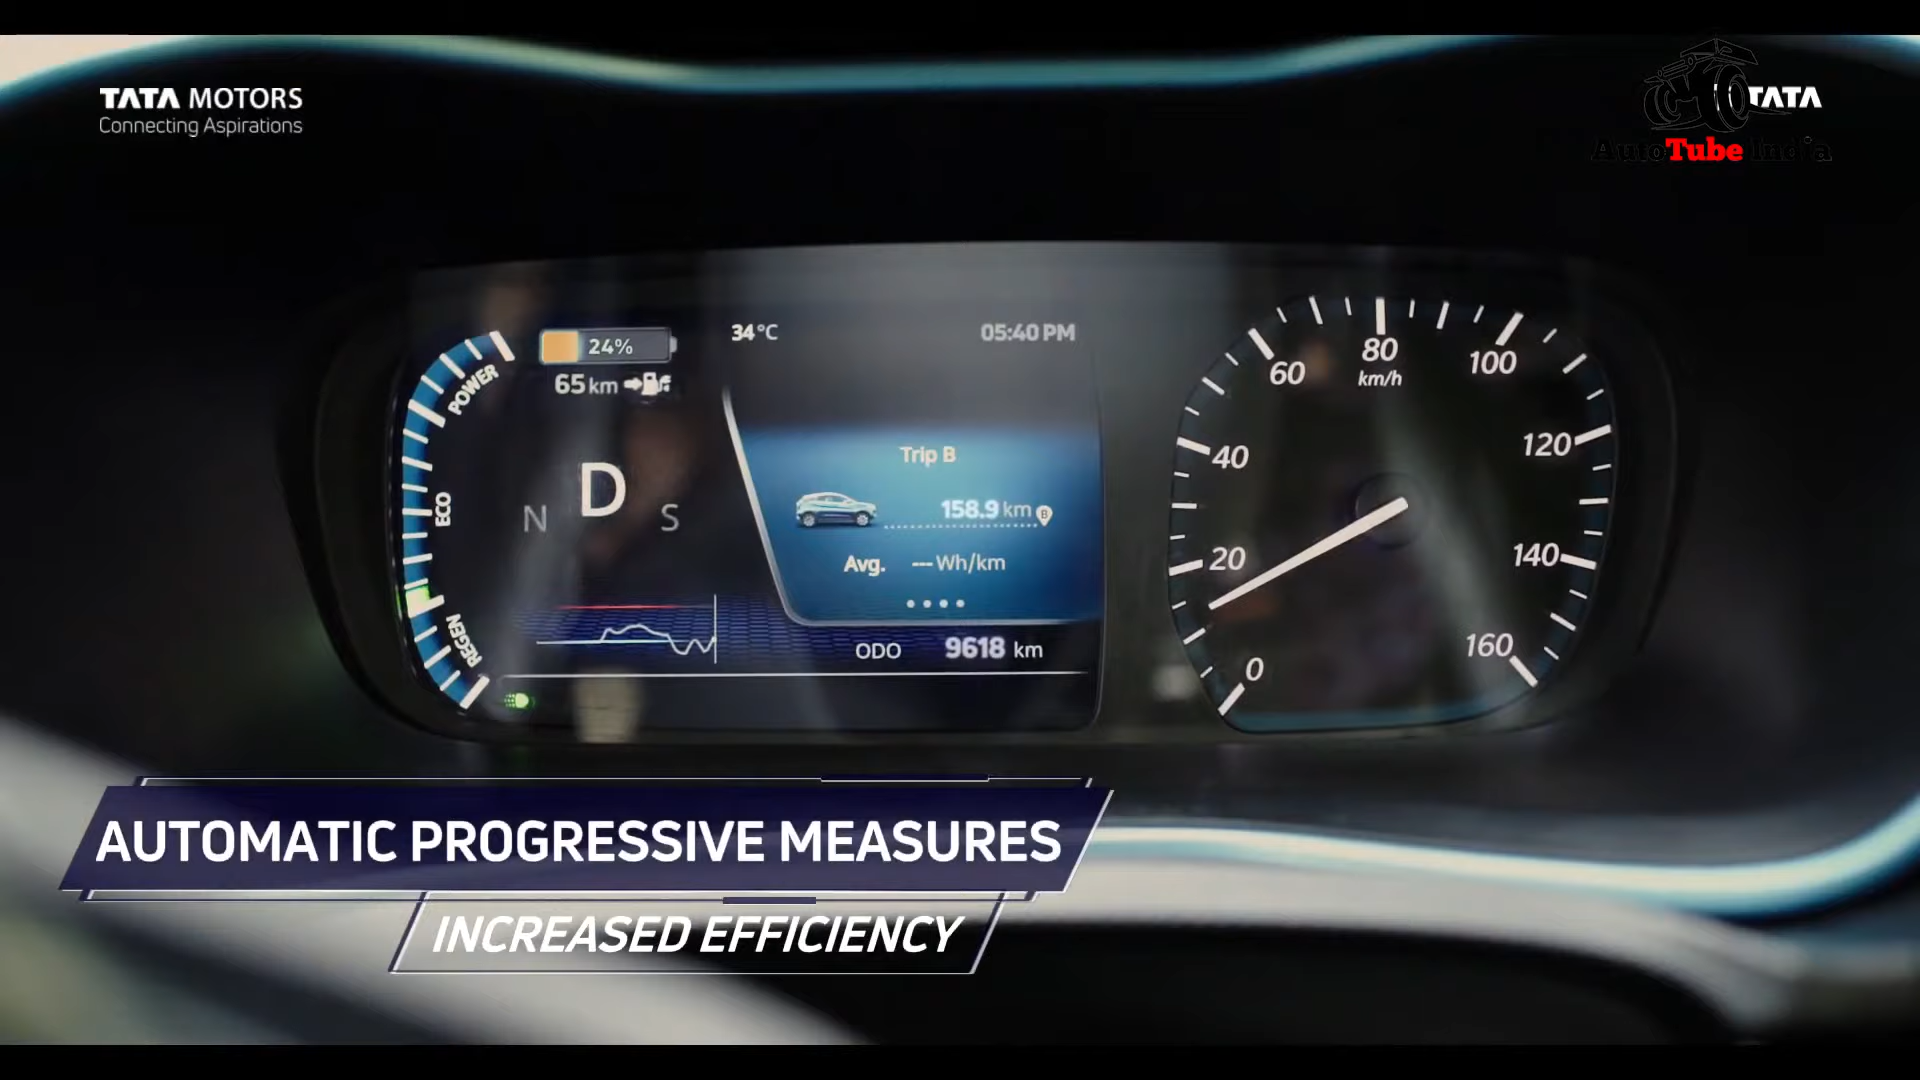 TATA MOTORS
Connecting Aspirations
TATA
AutoTube India
24%
65 km
34°C
05:40 PM
POWER
ECO
REGEN
N D S
Trip B
158.9 km
B
Avg. --- Wh/km
ODO 9618 km
0
20
40
60
80
km/h
100
120
140
160
AUTOMATIC PROGRESSIVE MEASURES
INCREASED EFFICIENCY